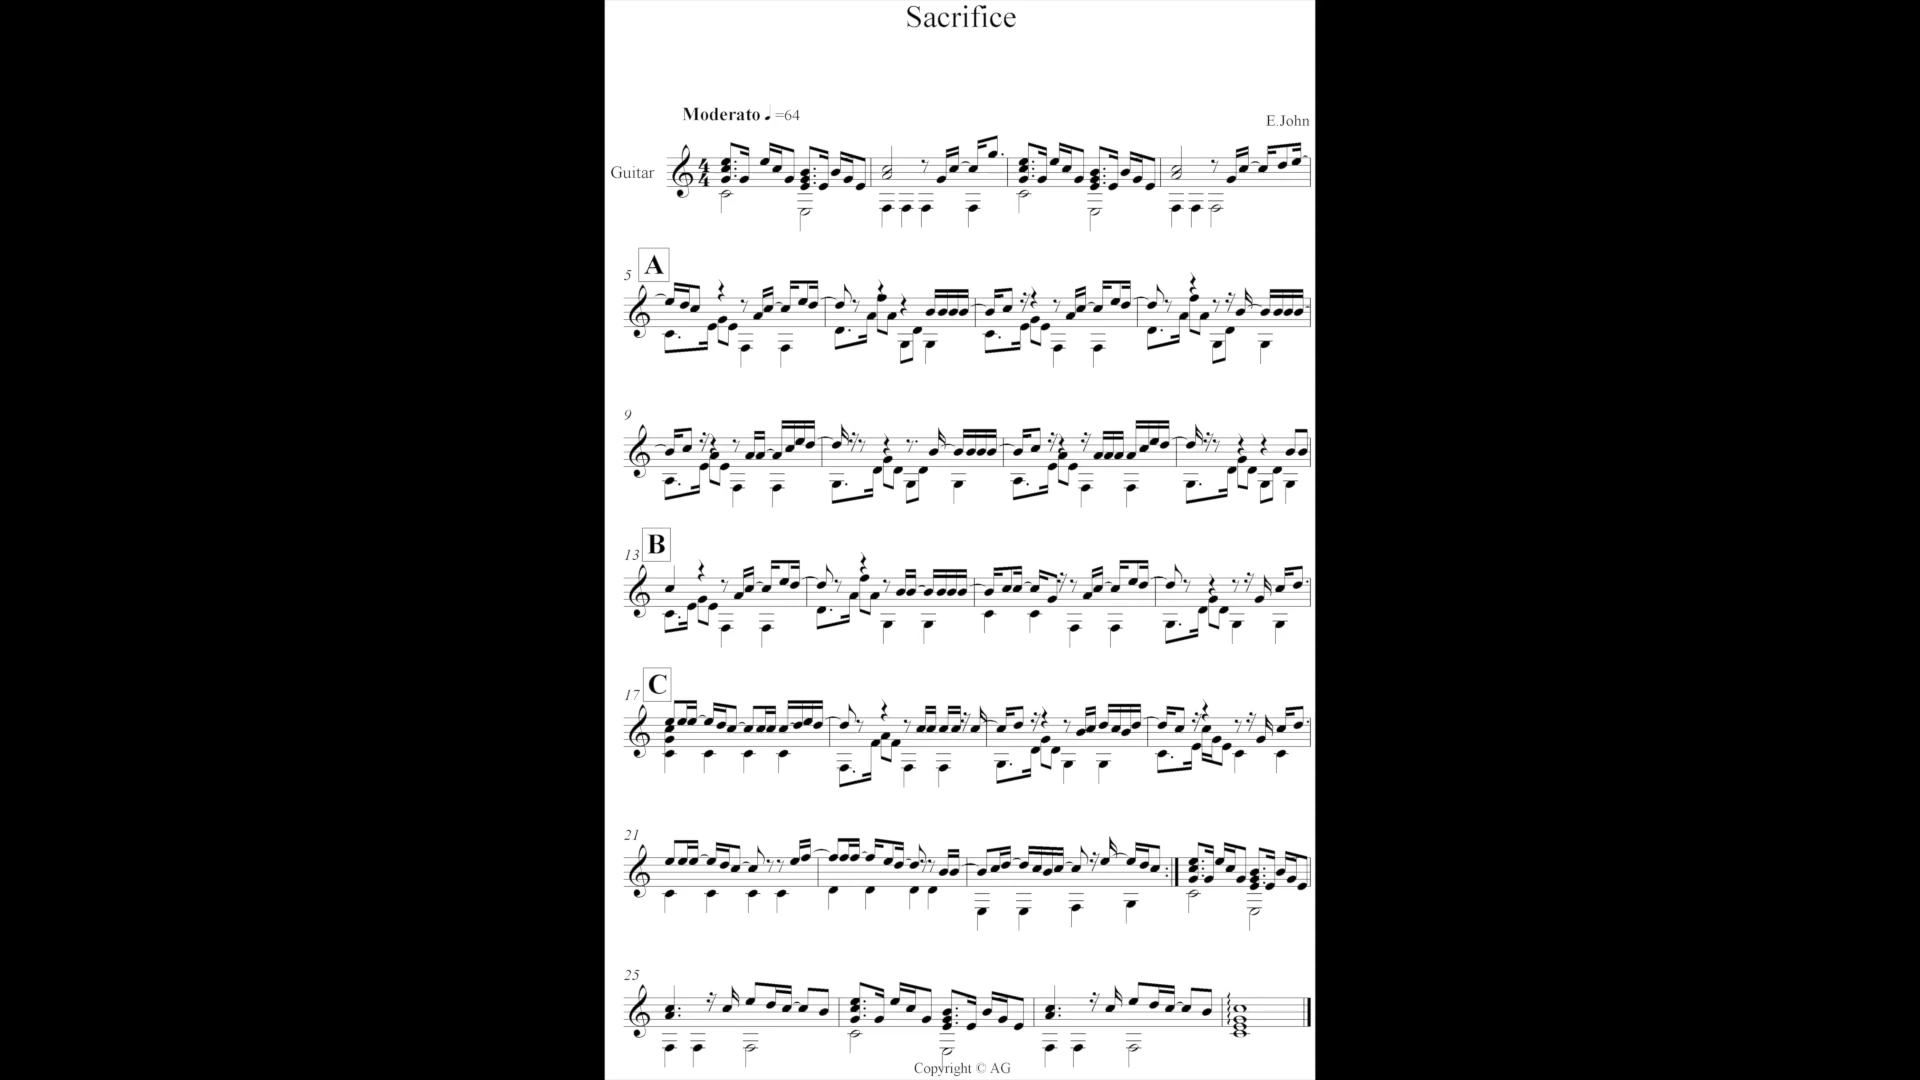 Sacrifice
Moderato ♩=64
E.John
Guitar
4
4
5
A
9
13
B
17
C
21
25
Copyright © AG